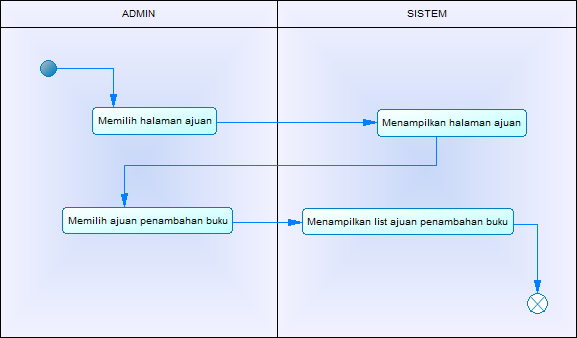 ADMIN
SISTEM
Memilih halaman ajuan
Menampilkan halaman ajuan
Memilih ajuan penambahan buku
Menampilkan list ajuan penambahan buku